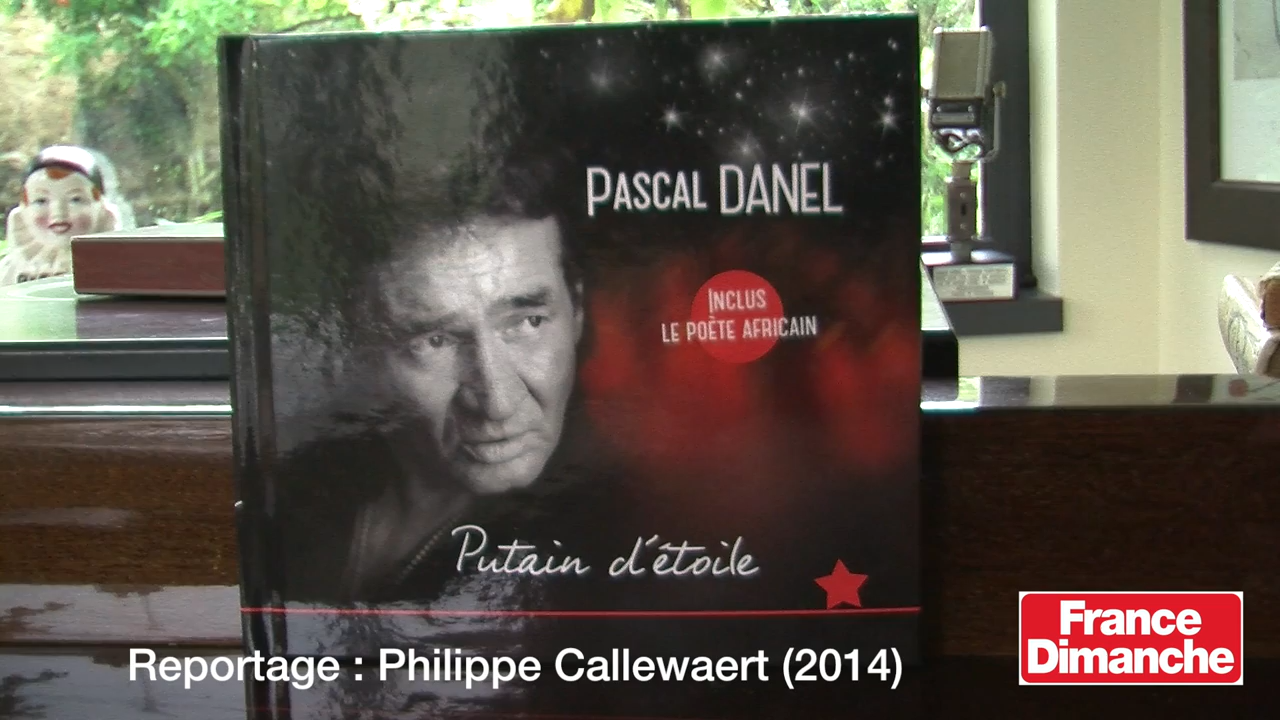 PASCAL DANEL
INCLUS
LE POÈTE AFRICAIN
Putain d'étoile
Reportage : Philippe Callewaert (2014)
France
Dimanche